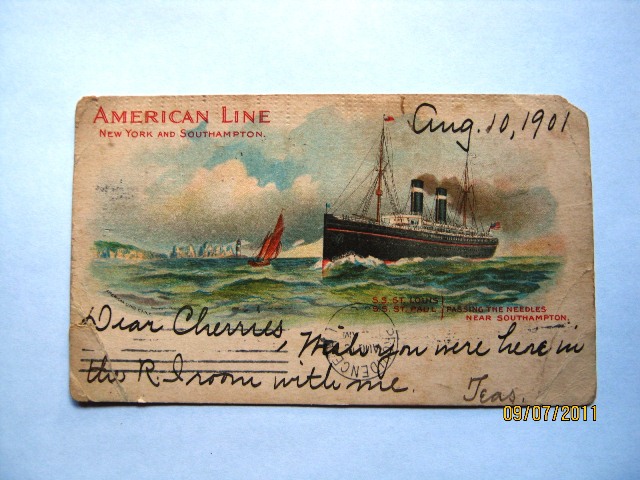 AMERICAN LINE
NEW YORK AND SOUTHAMPTON.
Aug. 10, 1901
S.S. ST. LOUIS
S.S. ST. PAUL
PASSING THE NEEDLES
NEAR SOUTHAMPTON.
Dear Cherries, Wish you were here in
the R. I room with me. Teas.
09/07/2011